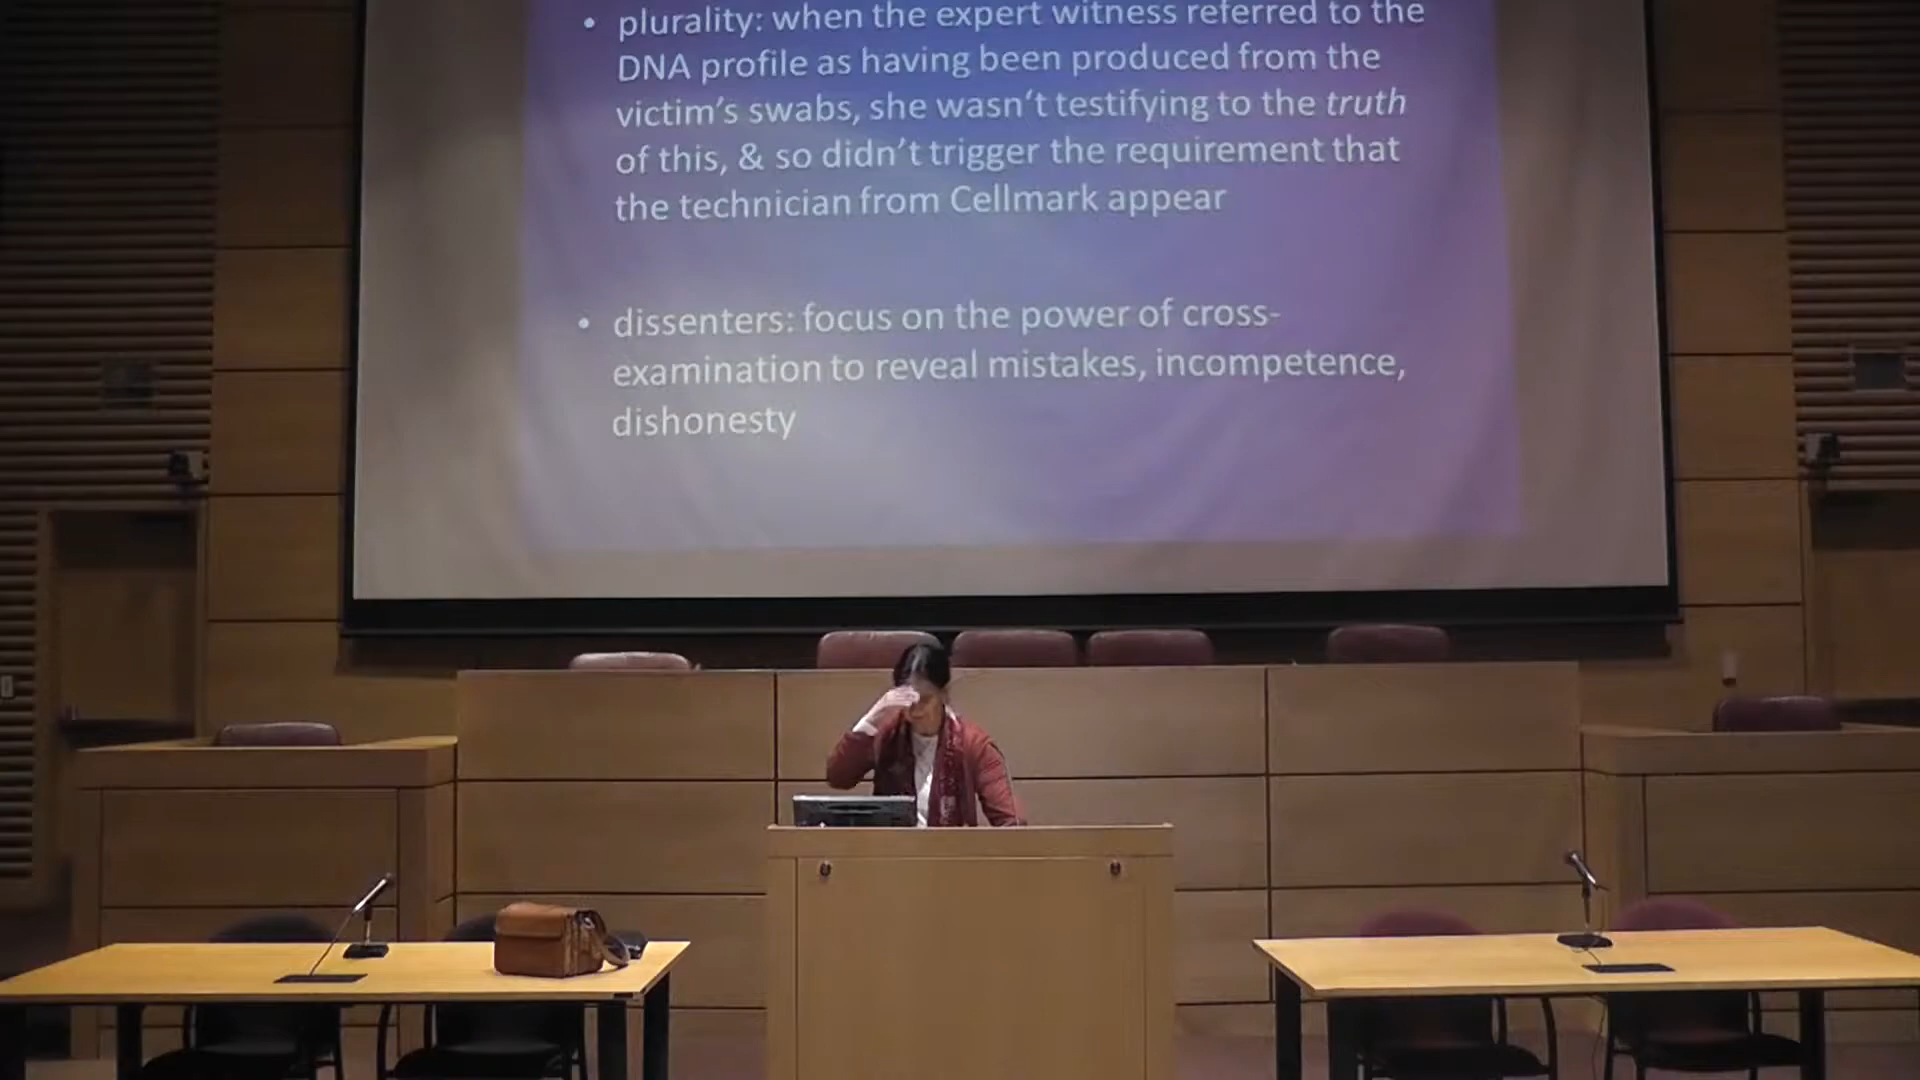 • plurality: when the expert witness referred to the
DNA profile as having been produced from the
victim's swabs, she wasn't testifying to the truth
of this, & so didn't trigger the requirement that
the technician from Cellmark appear
• dissenters: focus on the power of cross-
examination to reveal mistakes, incompetence,
dishonesty